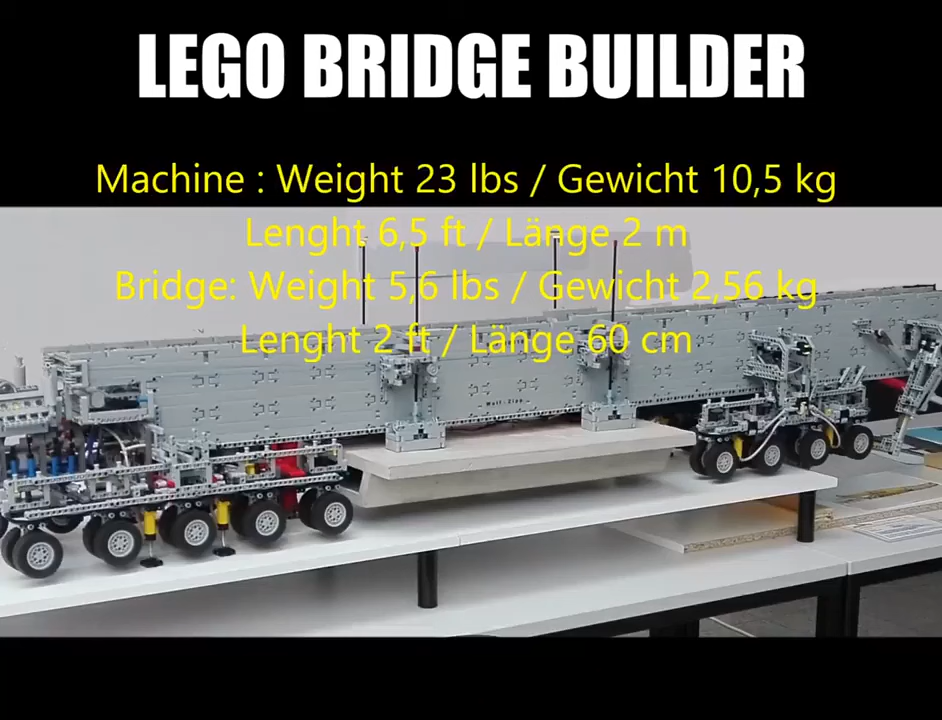 LEGO BRIDGE BUILDER
Machine : Weight 23 lbs / Gewicht 10,5 kg
Lenght 6,5 ft / Länge 2 m
Bridge: Weight 5,6 lbs / Gewicht 2,56 kg
Lenght 2 ft / Länge 60 cm